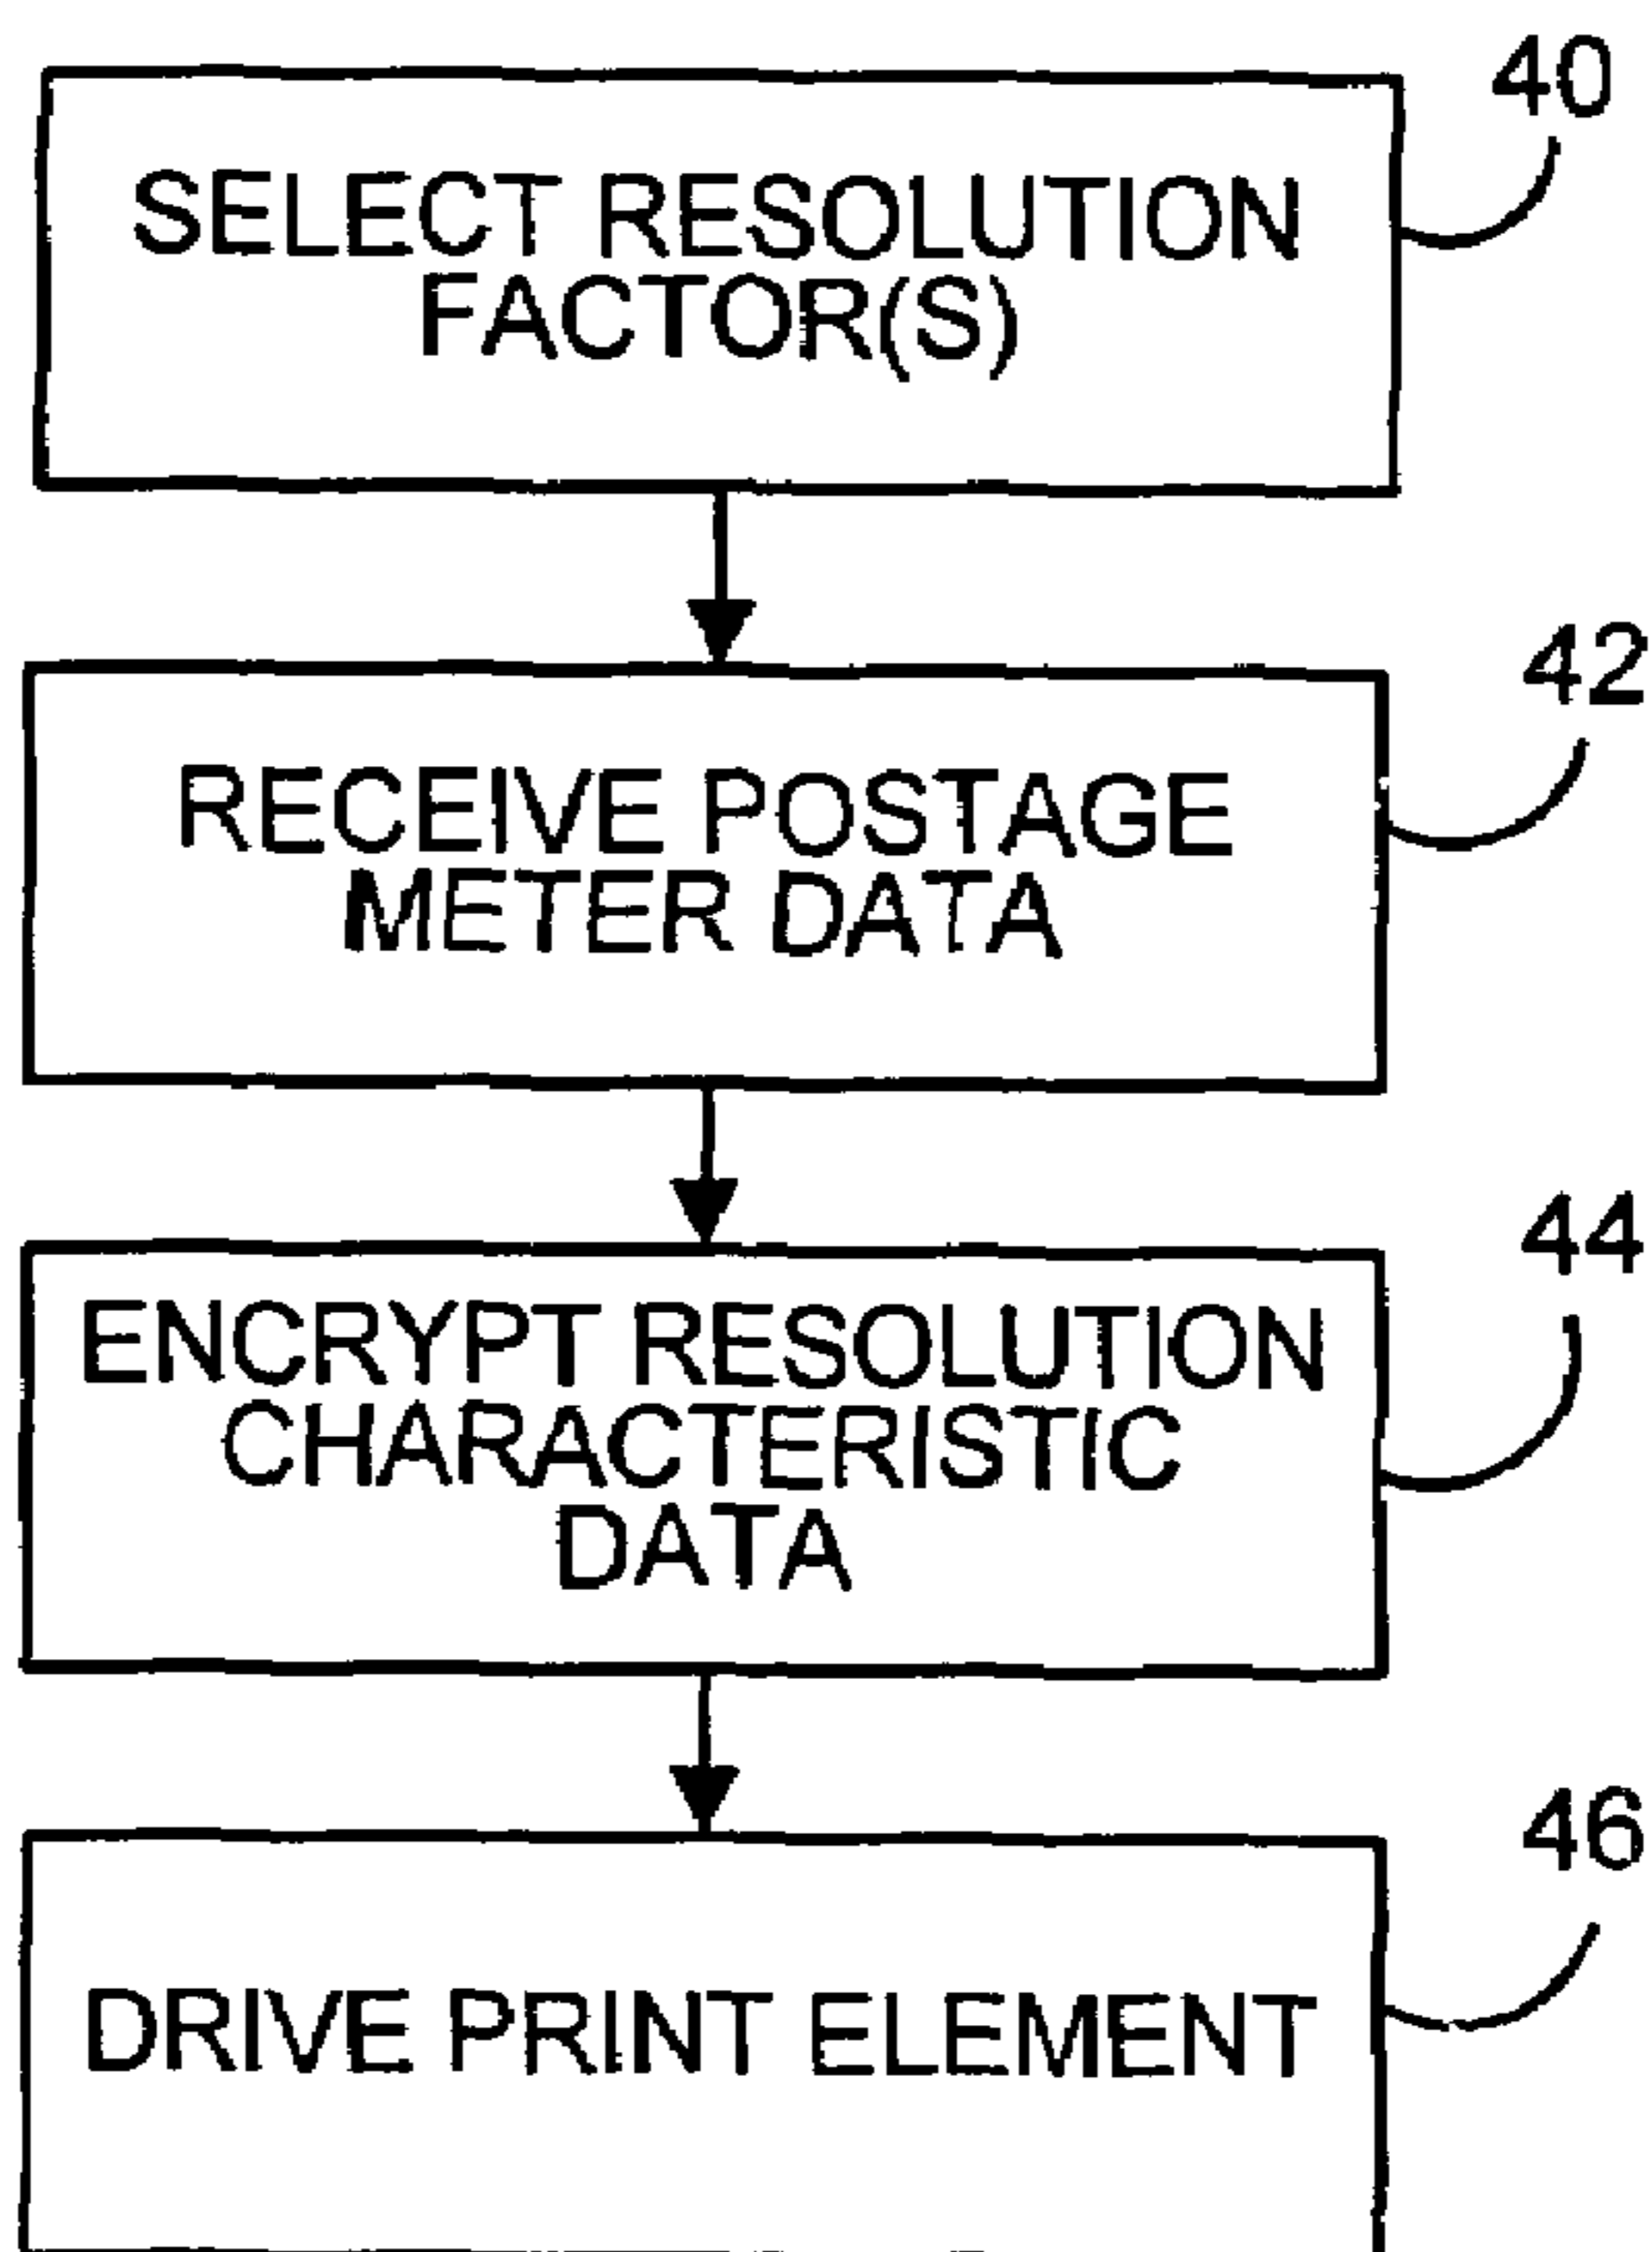 40
SELECT RESOLUTION
FACTOR(S)
42
RECEIVE POSTAGE
METER DATA
44
ENCRYPT RESOLUTION
CHARACTERISTIC
DATA
46
DRIVE PRINT ELEMENT